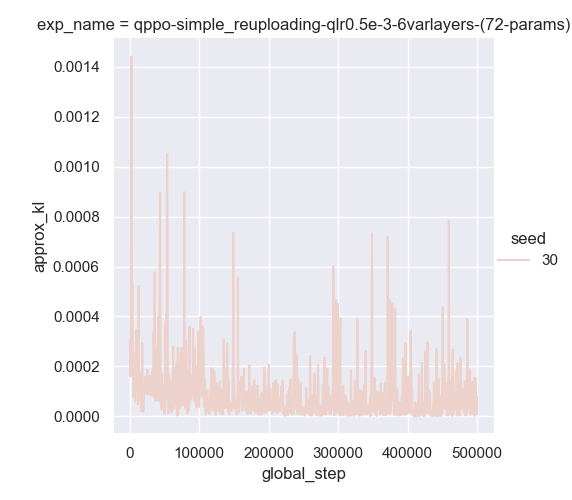 exp_name = qppo-simple_reuploading-qlr0.5e-3-6varlayers-(72-params)
0.0014
0.0012
0.0010
0.0008
0.0006
0.0004
0.0002
0.0000
approx_kl
0 100000 200000 300000 400000 500000
global_step
seed
30